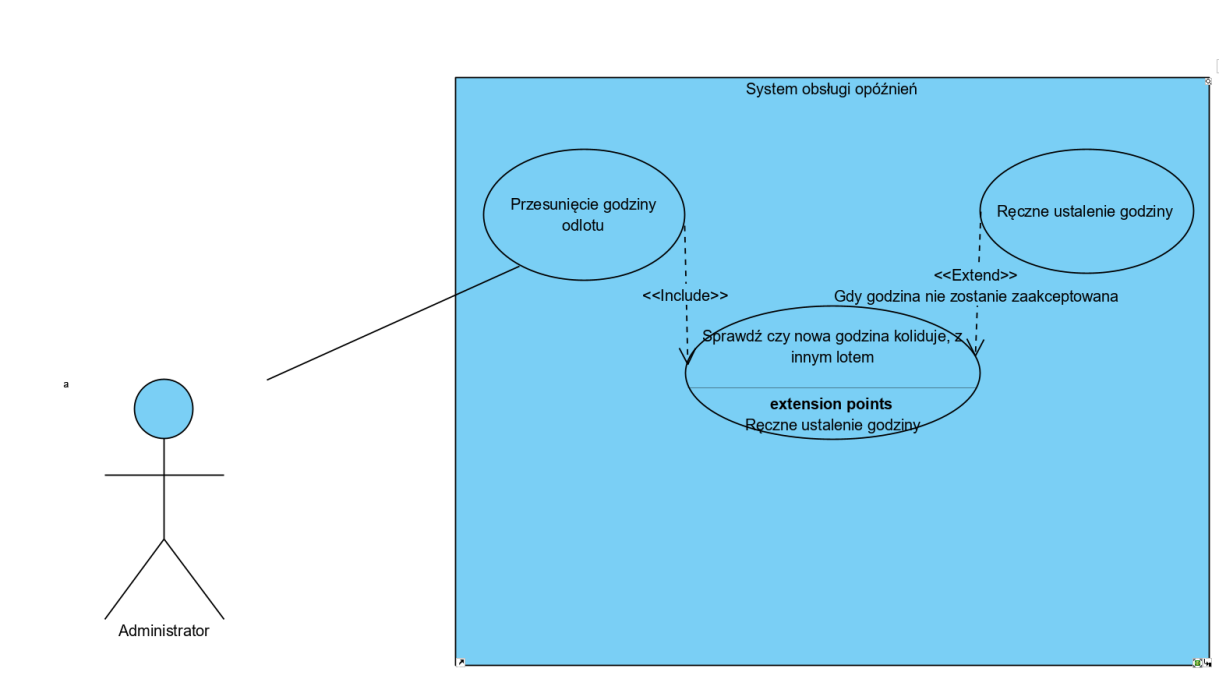 System obsługi opóźnień
Przesunięcie godziny
odlotu
Ręczne ustalenie godziny
<<Include>>
<<Extend>>
Gdy godzina nie zostanie zaakceptowana
Sprawdź czy nowa godzina koliduje, z
innym lotem
extension points
Ręczne ustalenie godziny
a
Administrator